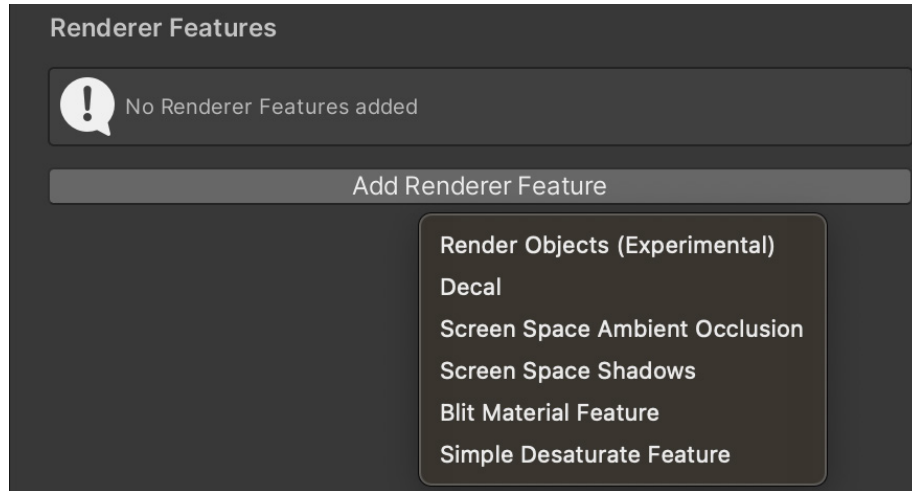 Renderer Features
No Renderer Features added
Add Renderer Feature
Render Objects (Experimental)
Decal
Screen Space Ambient Occlusion
Screen Space Shadows
Blit Material Feature
Simple Desaturate Feature